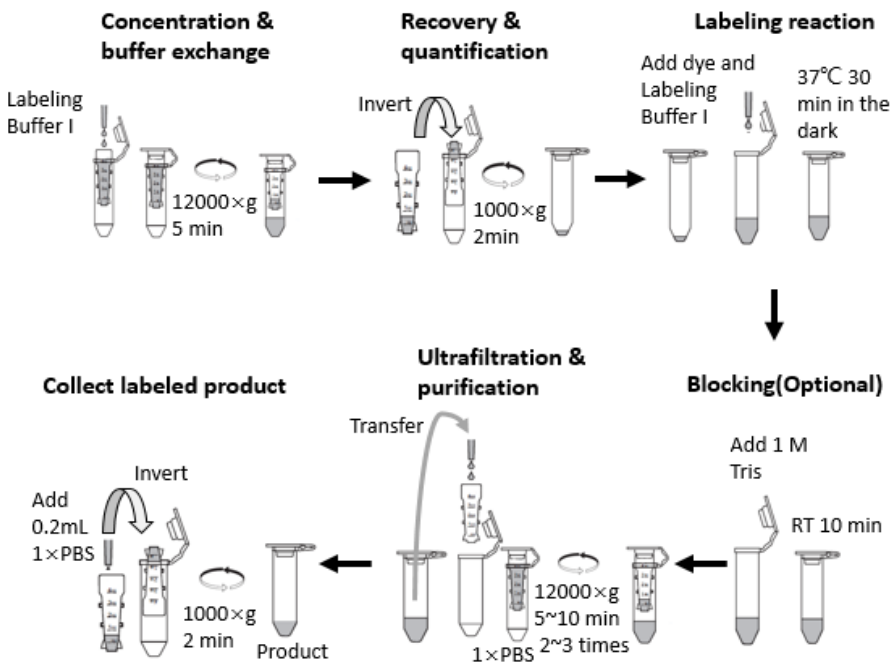 Concentration &
buffer exchange
Labeling
Buffer I
12000×g
5 min
Recovery &
quantification
Invert
1000×g
2min
Labeling reaction
Add dye and
Labeling
Buffer I
37℃ 30
min in the
dark
Blocking(Optional)
Add 1 M
Tris
RT 10 min
Ultrafiltration &
purification
Transfer
12000×g
5~10 min
2~3 times
1×PBS
Collect labeled product
Invert
Add
0.2mL
1×PBS
1000×g
2 min
Product